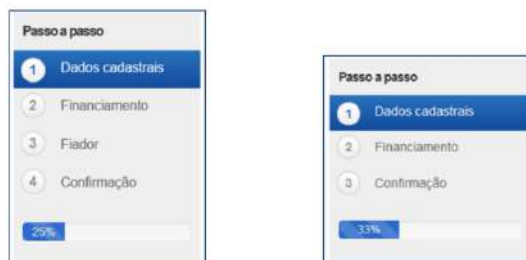 Passo a passo
1 Dados cadastrais
2 Financiamento
3 Fiador
4 Confirmação
25%
Passo a passo
1 Dados cadastrais
2 Financiamento
3 Confirmação
33%